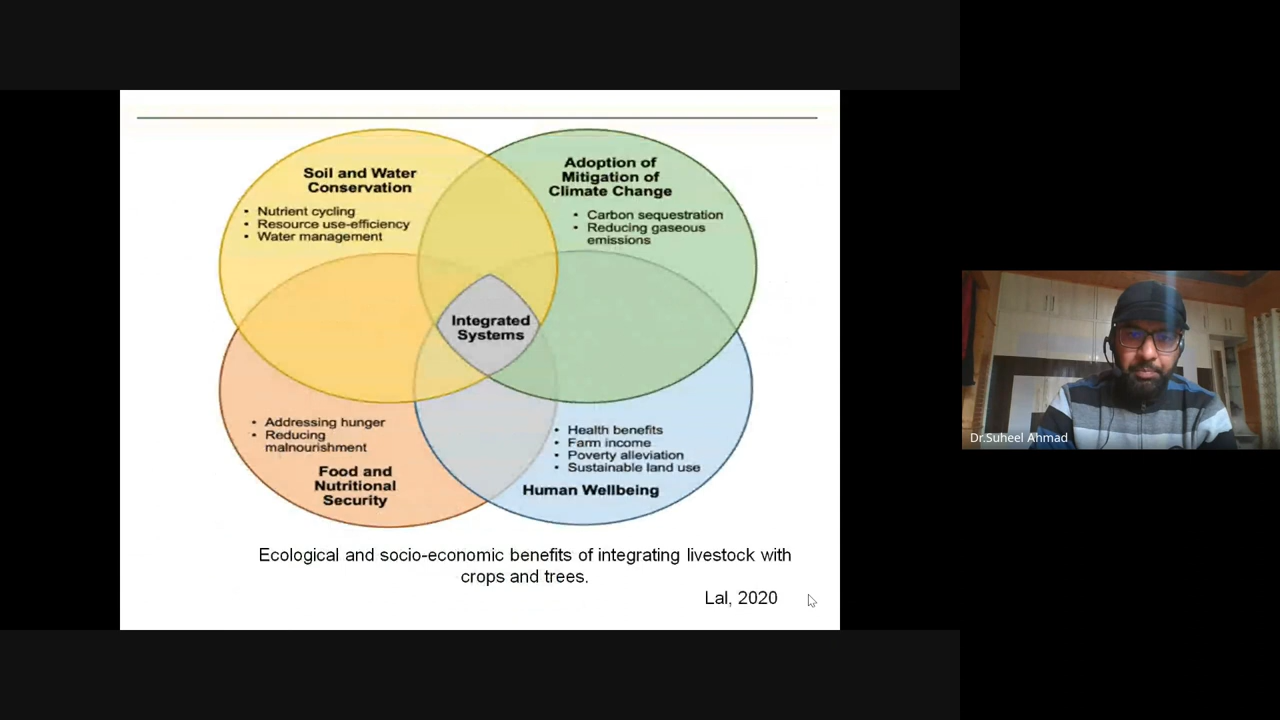 Soil and Water
Conservation
• Nutrient cycling
• Resource use-efficiency
• Water management
Adoption of
Mitigation of
Climate Change
• Carbon sequestration
• Reducing gaseous
emissions
Integrated
Systems
• Addressing hunger
• Reducing
malnourishment
Food and
Nutritional
Security
• Health benefits
• Farm income
• Poverty alleviation
• Sustainable land use
Human Wellbeing
Ecological and socio-economic benefits of integrating livestock with
crops and trees.
Lal, 2020
Dr.Suheel Ahmad